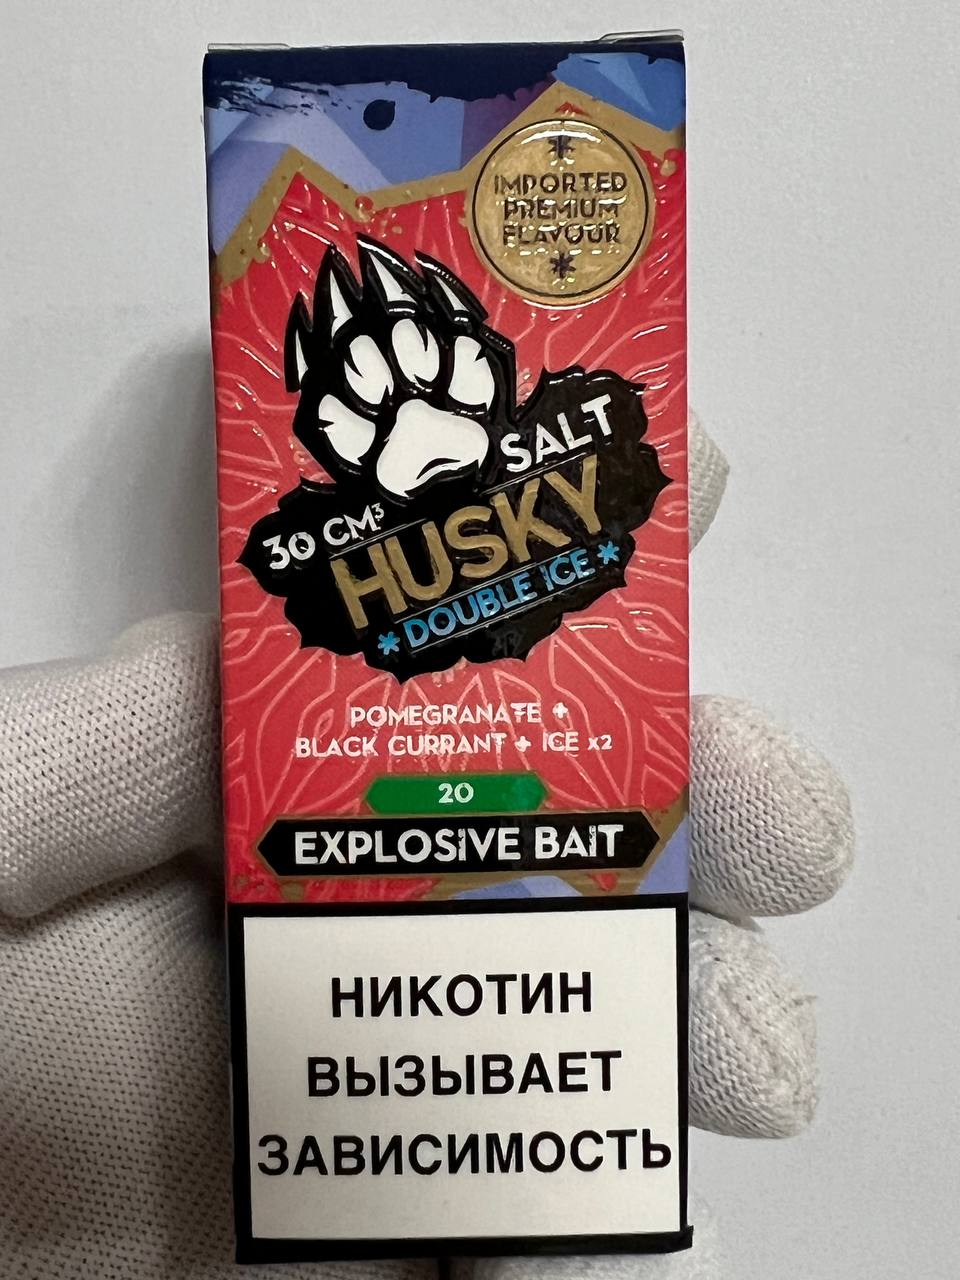 IMPORTED
PREMIUM
FLAVOUR
SALT
30 CM³
HUSKY
* DOUBLE ICE *
POMEGRANATE +
BLACK CURRANT + ICE x2
20
EXPLOSIVE BAIT
НИКОТИН
ВЫЗЫВАЕТ
ЗАВИСИМОСТЬ